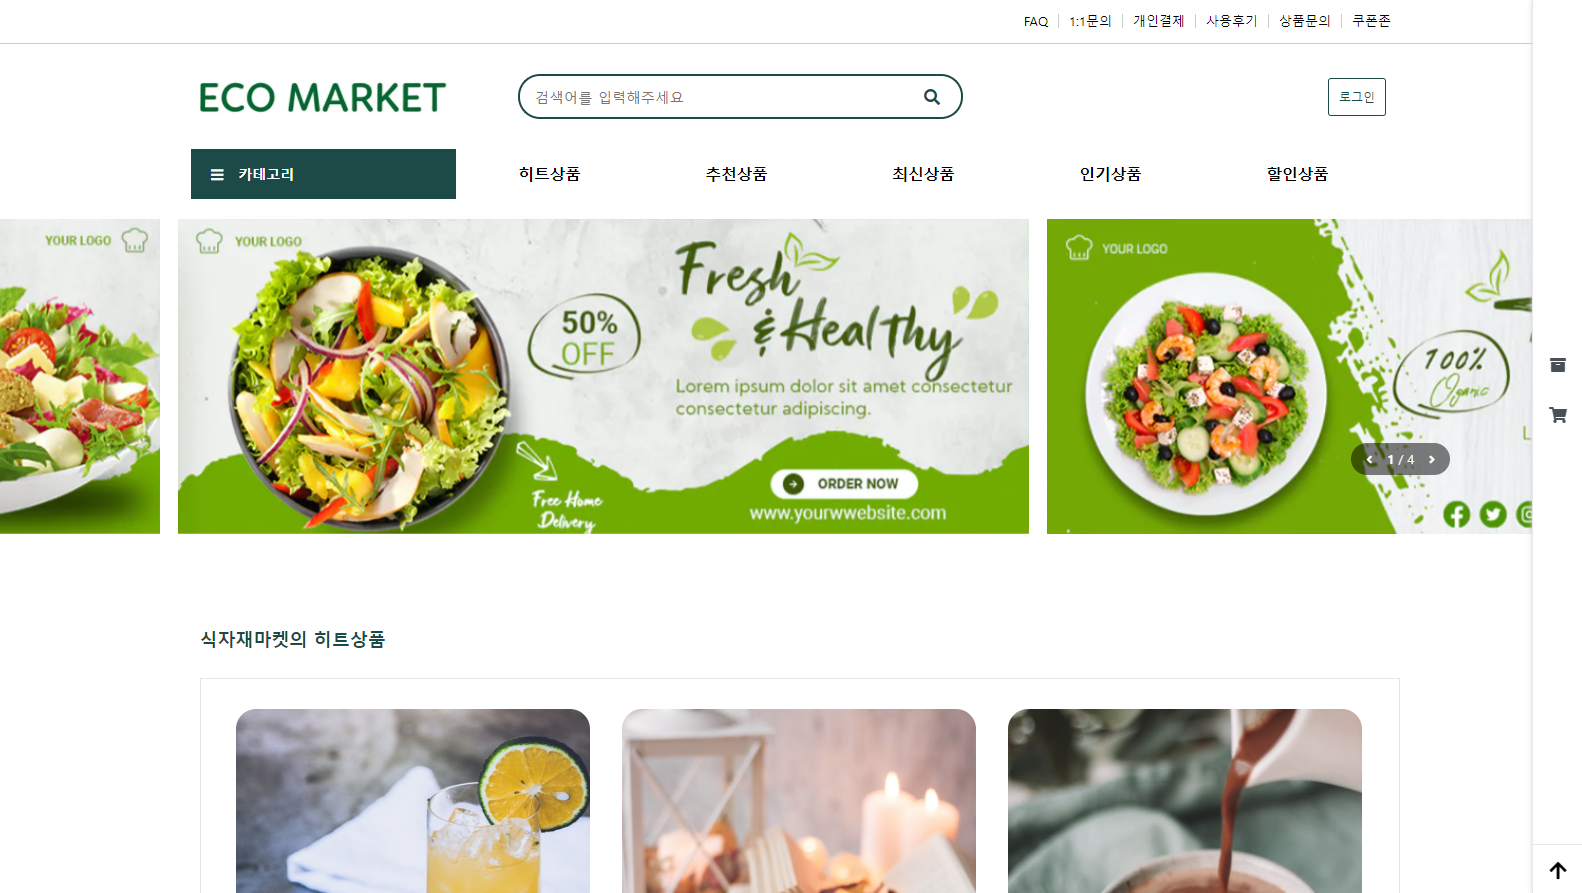 FAQ 1:1문의 개인결제 사용후기 상품문의 쿠폰존
ECO MARKET
검색어를 입력해주세요
로그인
카테고리
히트상품 추천상품 최신상품 인기상품 할인상품
YOUR LOGO
YOUR LOGO
50%
OFF
Fresh
& Healthy
Lorem ipsum dolor sit amet consectetur
consectetur adipiscing.
Free Home
Delivery
ORDER NOW
www.yourwwebsite.com
YOUR LOGO
100%
Organic
L
1 / 4
식자재마켓의 히트상품